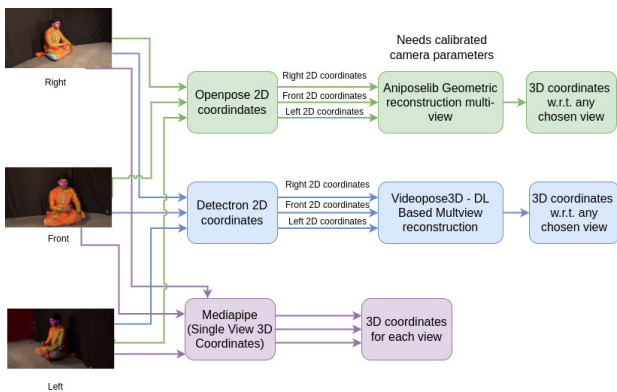 Needs calibrated
camera parameters
Right
Openpose 2D
coordindates
Right 2D coordinates
Front 2D coordinates
Left 2D coordinates
Aniposelib Geometric
reconstruction multi-
view
3D coordinates
w.r.t. any
chosen view
Front
Detectron 2D
coordinates
Right 2D coordinates
Front 2D coordinates
Left 2D coordinates
Videopose3D - DL
Based Multview
reconstruction
3D coordinates
w.r.t. any
chosen view
Left
Mediapipe
(Single View 3D
Coordinates)
3D coordinates
for each view